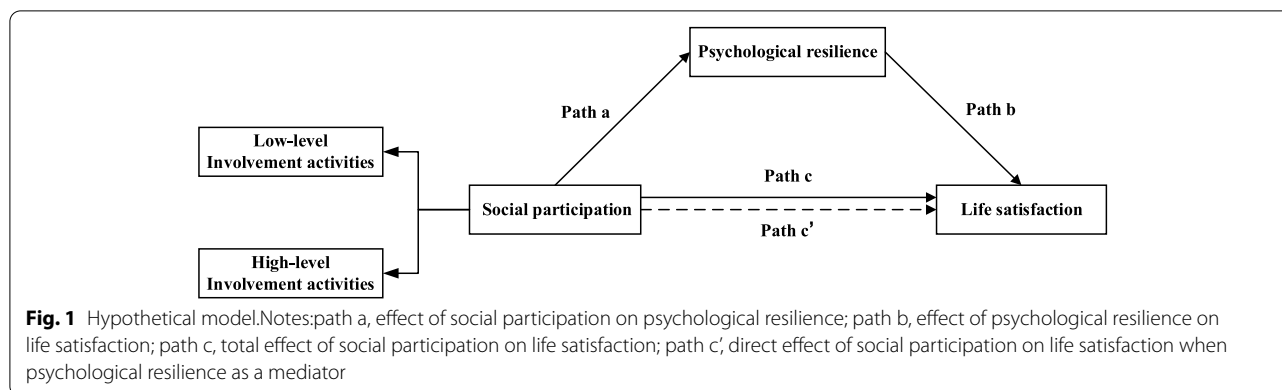 Psychological resilience
Path a
Path b
Low-level
Involvement activities
Path c
Social participation
Life satisfaction
Path c’
High-level
Involvement activities
Fig. 1 Hypothetical model.Notes:path a, effect of social participation on psychological resilience; path b, effect of psychological resilience on
life satisfaction; path c, total effect of social participation on life satisfaction; path c’, direct effect of social participation on life satisfaction when
psychological resilience as a mediator